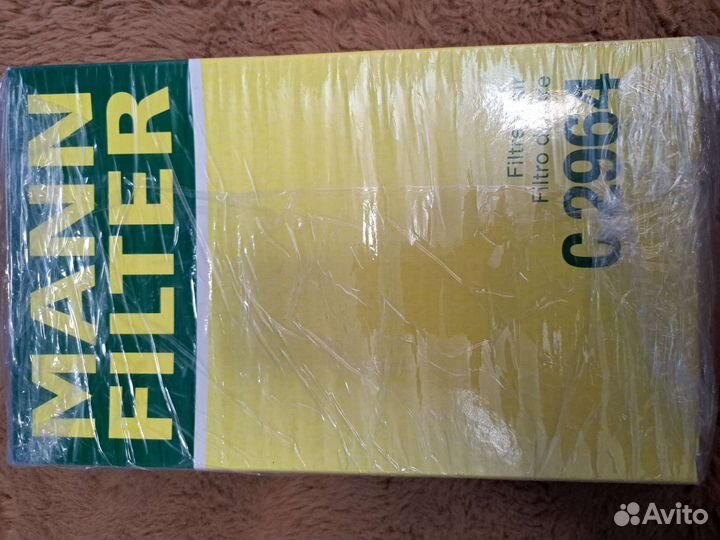 MANN
FILTER
Filtre
Filtro
C 2964
Avito